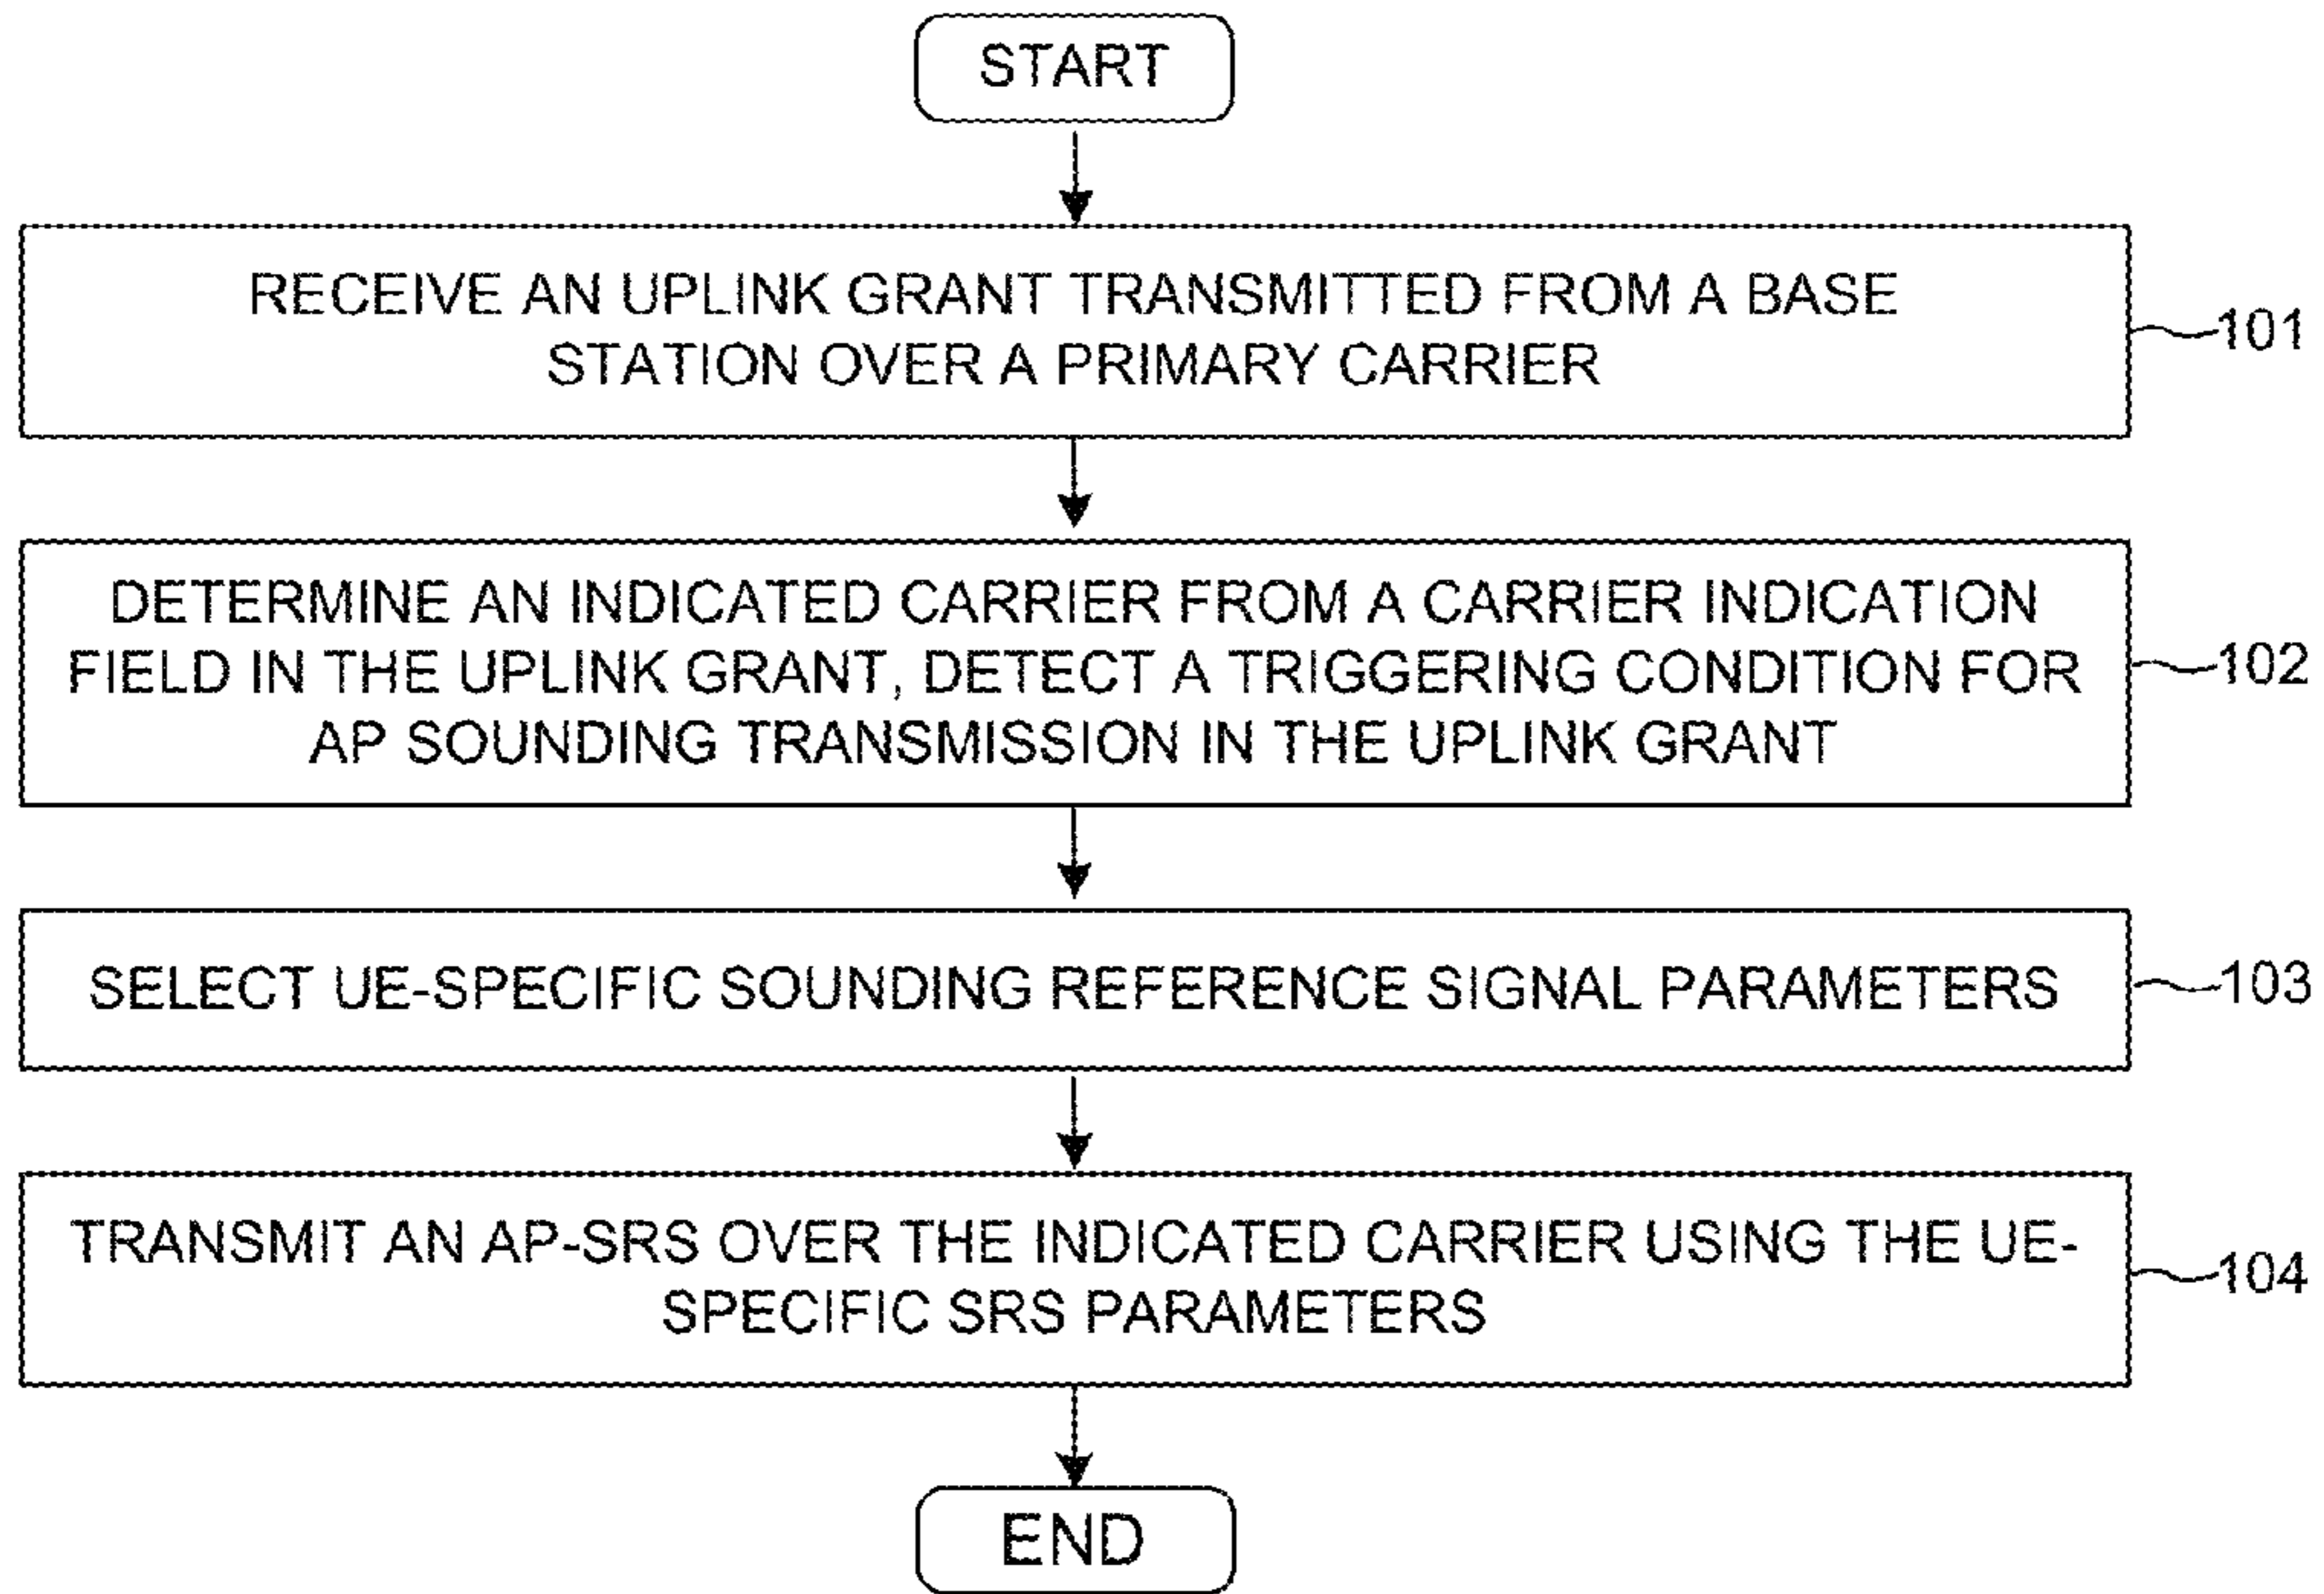 START
RECEIVE AN UPLINK GRANT TRANSMITTED FROM A BASE
STATION OVER A PRIMARY CARRIER
101
DETERMINE AN INDICATED CARRIER FROM A CARRIER INDICATION
FIELD IN THE UPLINK GRANT, DETECT A TRIGGERING CONDITION FOR
AP SOUNDING TRANSMISSION IN THE UPLINK GRANT
102
SELECT UE-SPECIFIC SOUNDING REFERENCE SIGNAL PARAMETERS
103
TRANSMIT AN AP-SRS OVER THE INDICATED CARRIER USING THE UE-
SPECIFIC SRS PARAMETERS
104
END